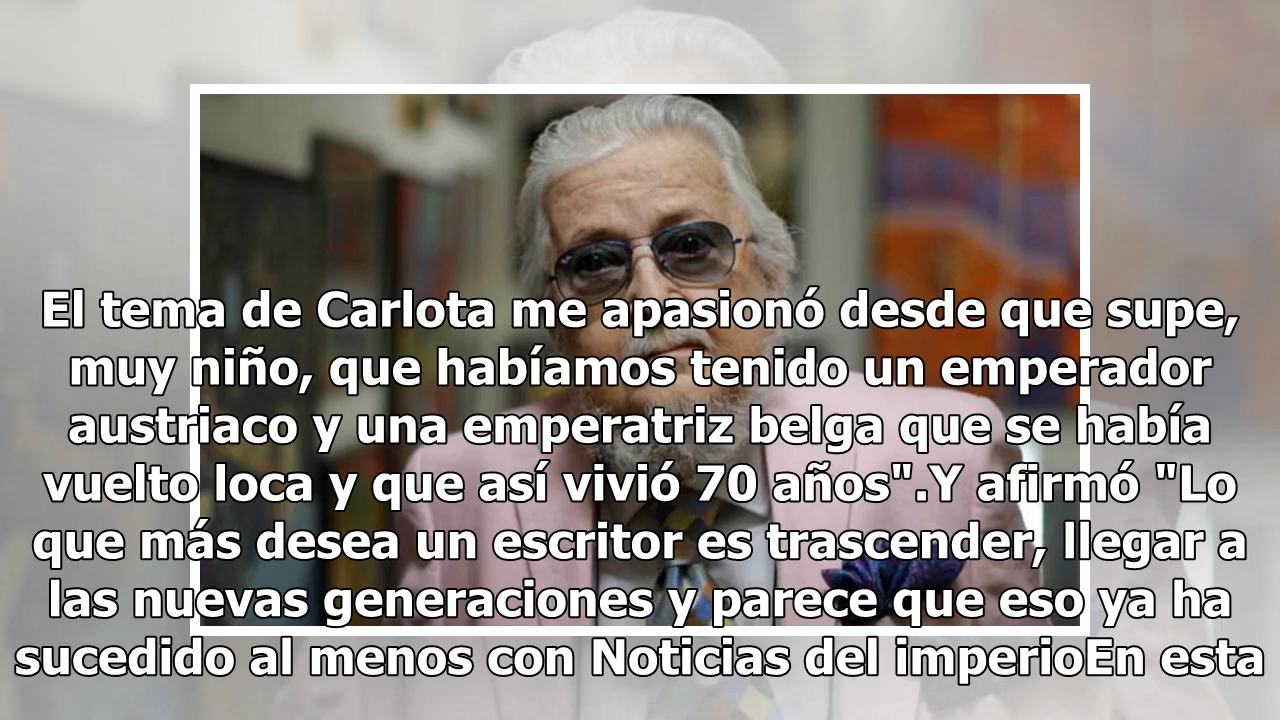 El tema de Carlota me apasionó desde que supe,
muy niño, que habíamos tenido un emperador
austriaco y una emperatriz belga que se había
vuelto loca y que así vivió 70 años".Y afirmó "Lo
que más desea un escritor es trascender, llegar a
las nuevas generaciones y parece que eso ya ha
sucedido al menos con Noticias del imperioEn esta